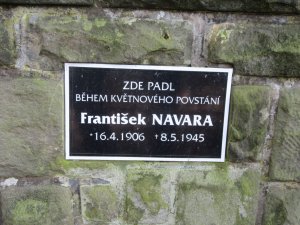 ZDE PADL
BĚHEM KVĚTNOVÉHO POVSTÁNÍ
František NAVARA
*16.4.1906 +8.5.1945